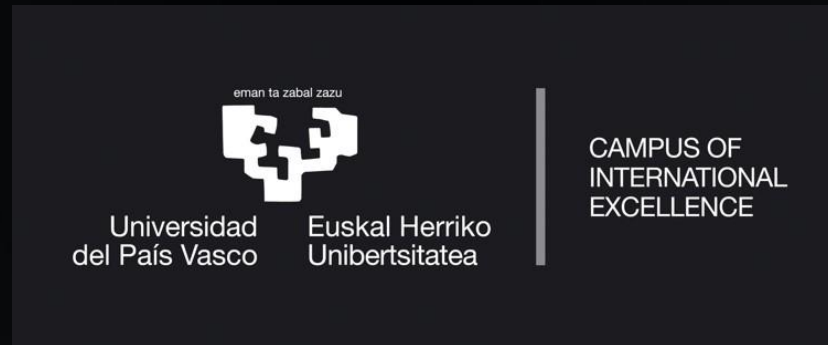 eman ta zabal zazu
Universidad
del País Vasco
Euskal Herriko
Unibertsitatea
CAMPUS OF
INTERNATIONAL
EXCELLENCE